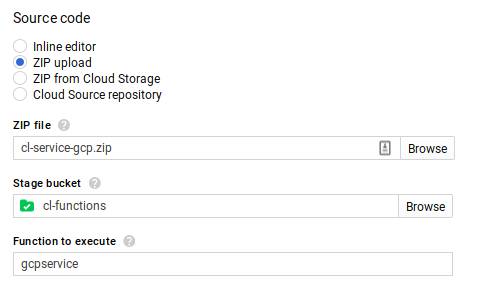 Source code
Inline editor
ZIP upload
ZIP from Cloud Storage
Cloud Source repository
ZIP file ?
cl-service-gcp.zip Browse
Stage bucket ?
cl-functions Browse
Function to execute ?
gcpservice